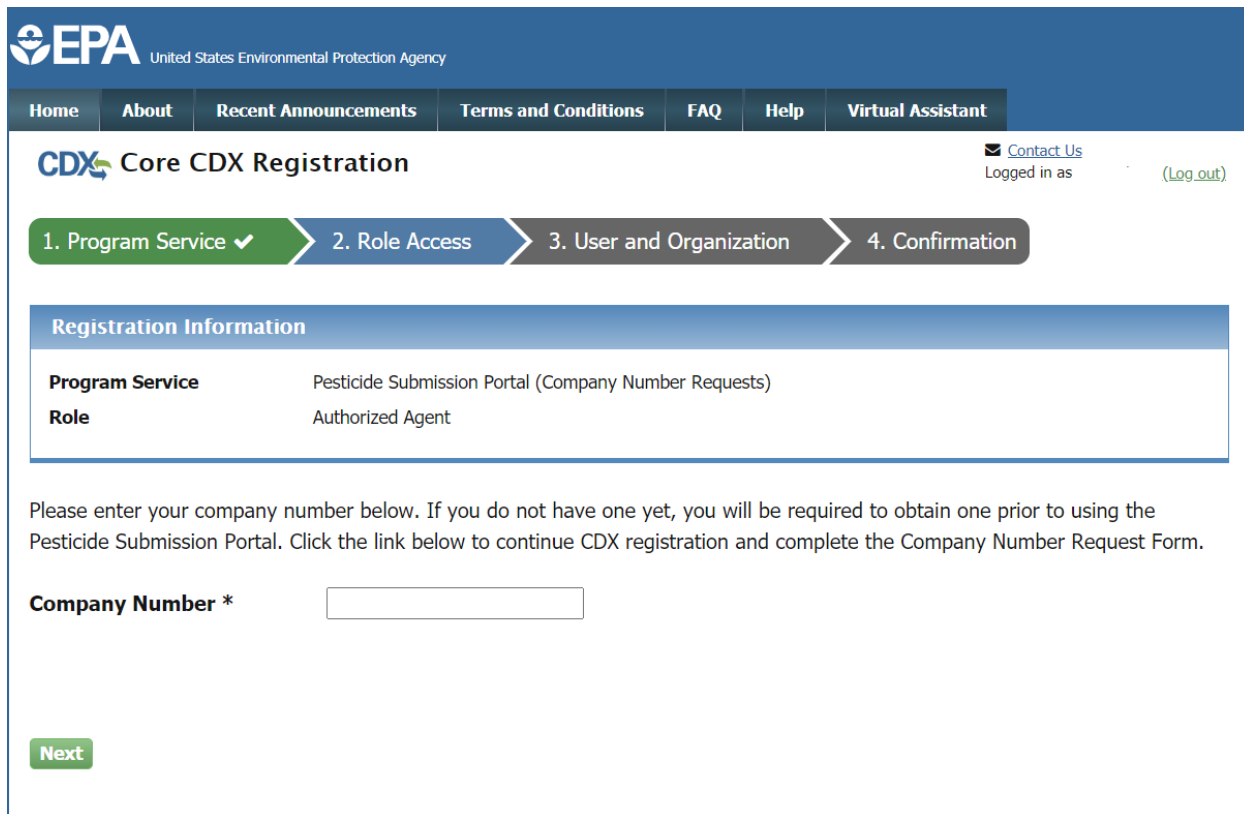 EPA United States Environmental Protection Agency
Home About Recent Announcements Terms and Conditions FAQ Help Virtual Assistant
CDX Core CDX Registration
Contact Us
Logged in as (Log out)
1. Program Service 2. Role Access 3. User and Organization 4. Confirmation
Registration Information
Program Service Pesticide Submission Portal (Company Number Requests)
Role Authorized Agent
Please enter your company number below. If you do not have one yet, you will be required to obtain one prior to using the
Pesticide Submission Portal. Click the link below to continue CDX registration and complete the Company Number Request Form.
Company Number *
Next